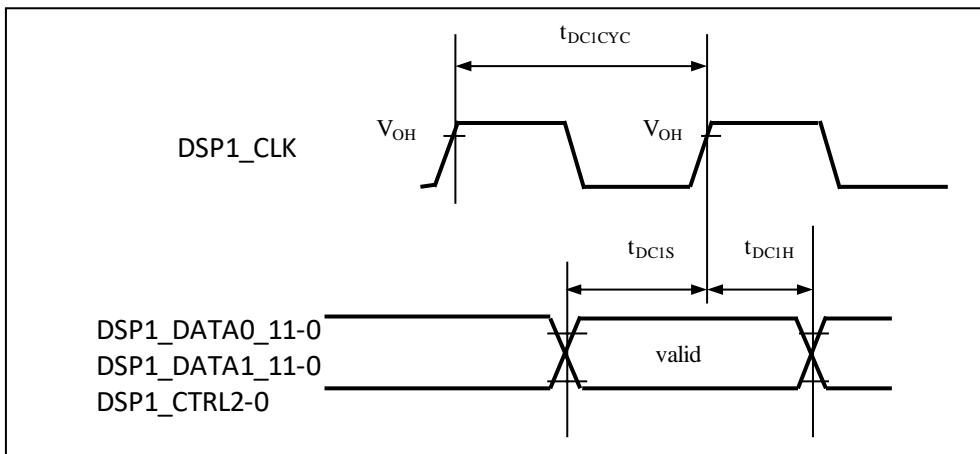 tDC1CYC
VOH VOH
DSP1_CLK
tDC1S tDC1H
DSP1_DATA0_11-0
DSP1_DATA1_11-0
valid
DSP1_CTRL2-0